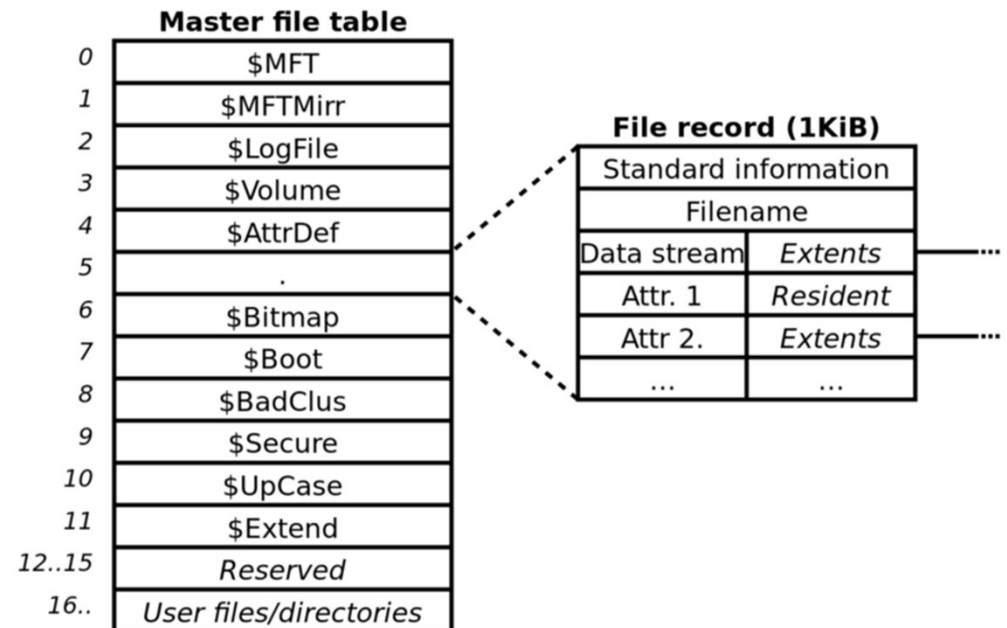 Master file table
0 $MFT
1 $MFTMirr
2 $LogFile
3 $Volume
4 $AttrDef
5 .
6 $Bitmap
7 $Boot
8 $BadClus
9 $Secure
10 $UpCase
11 $Extend
12..15 Reserved
16.. User files/directories
File record (1KiB)
Standard information
Filename
Data stream Extents
Attr. 1 Resident
Attr 2. Extents
... ...